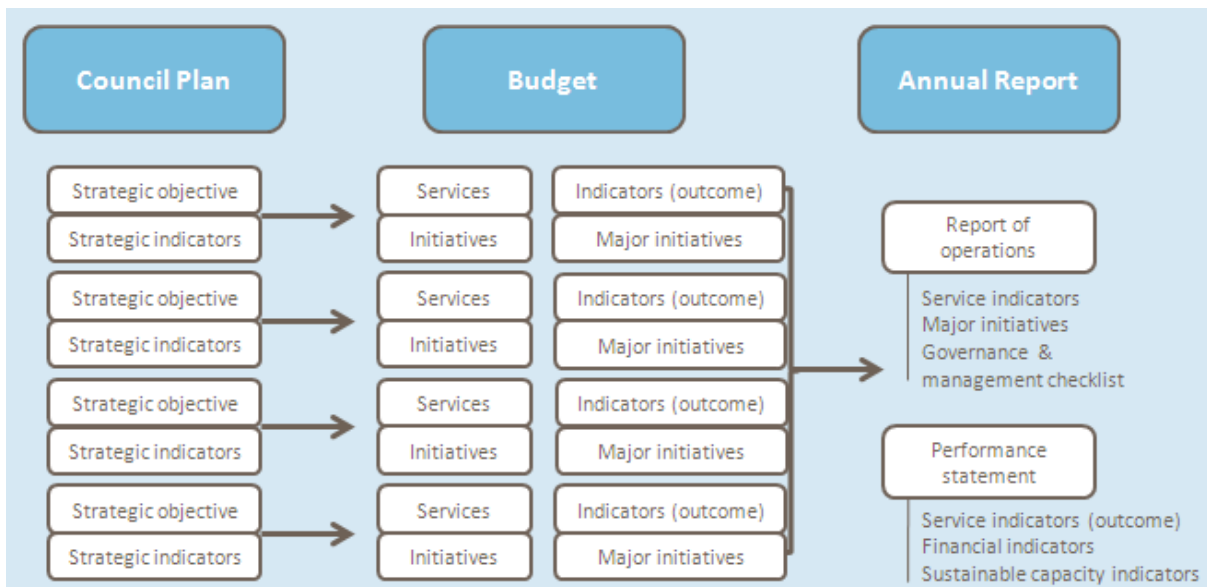 Council Plan
Budget
Annual Report
Strategic objective
Strategic indicators
Services
Initiatives
Indicators (outcome)
Major initiatives
Strategic objective
Strategic indicators
Services
Initiatives
Indicators (outcome)
Major initiatives
Strategic objective
Strategic indicators
Services
Initiatives
Indicators (outcome)
Major initiatives
Strategic objective
Strategic indicators
Services
Initiatives
Indicators (outcome)
Major initiatives
Report of
operations
Service indicators
Major initiatives
Governance &
management checklist
Performance
statement
Service indicators (outcome)
Financial indicators
Sustainable capacity indicators